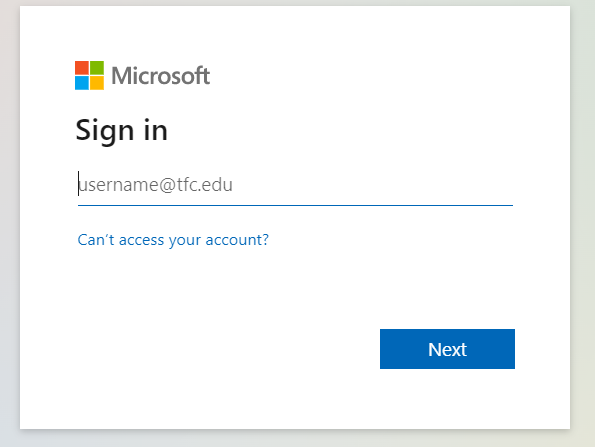 Microsoft
Sign in
username@tfc.edu
Can't access your account?
Next